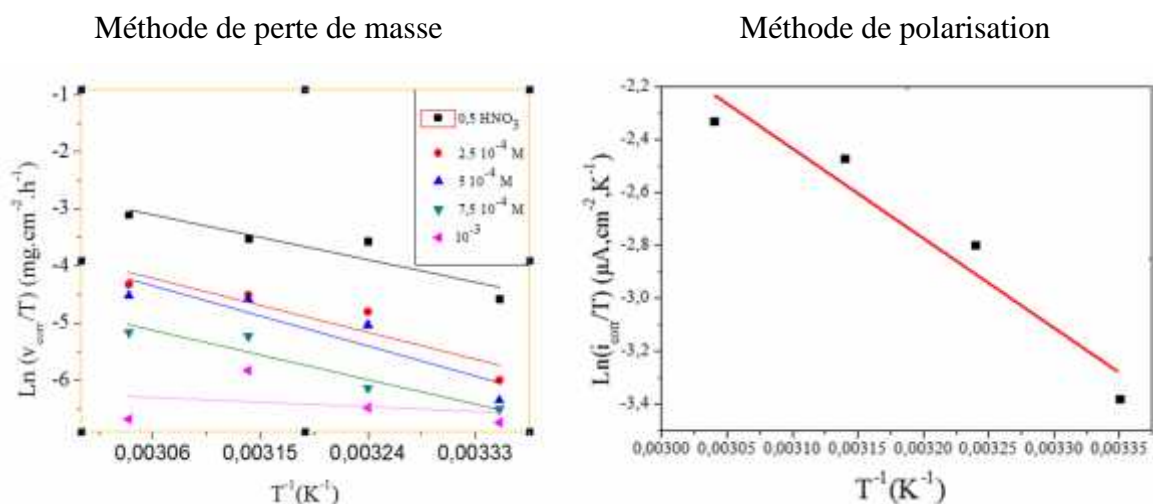 Méthode de perte de masse
Méthode de polarisation
Ln (v_corr/T) (mg.cm⁻².h⁻¹)
-1
-2
-3
-4
-5
-6
0,5 HNO₃
2.5 10⁻⁴ M
5 10⁻⁴ M
7,5 10⁻⁴ M
10⁻³
0,00306 0,00315 0,00324 0,00333
T⁻¹(K⁻¹)
Ln(i_corr/T) (µA,cm⁻²,K⁻¹)
-2,2
-2,4
-2,6
-2,8
-3,0
-3,2
-3,4
0,00300 0,00305 0,00310 0,00315 0,00320 0,00325 0,00330 0,00335
T⁻¹(K⁻¹)